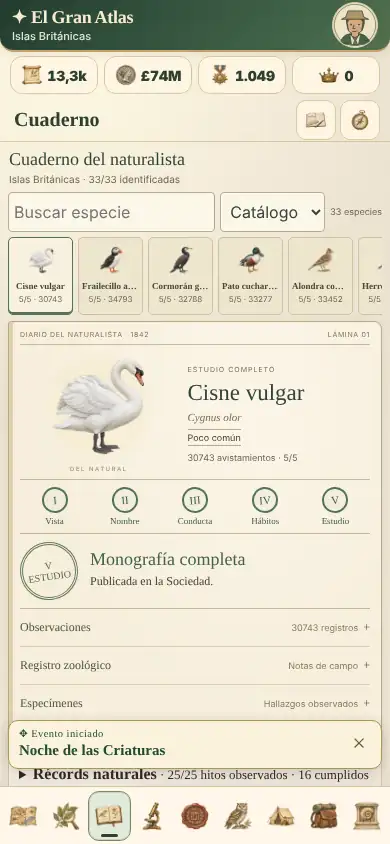 ✦ El Gran Atlas
Islas Británicas
13,3k £74M 1.049 0
Cuaderno
Cuaderno del naturalista
Islas Británicas · 33/33 identificadas
Buscar especie Catálogo 33 especies
Cisne vulgar Frailecillo a... Cormorán g... Pato cuchar... Alondra co... Herre
5/5 · 30743 5/5 · 34793 5/5 · 32788 5/5 · 33277 5/5 · 33452 5/5
DIARIO DEL NATURALISTA 1842 LÁMINA 01
ESTUDIO COMPLETO
Cisne vulgar
Cygnus olor
Poco común
30743 avistamientos · 5/5
DEL NATURAL
I II III IV V
Vista Nombre Conducta Hábitos Estudio
V
ESTUDIO
Monografía completa
Publicada en la Sociedad.
Observaciones 30743 registros +
Registro zoológico Notas de campo +
Especímenes Hallazgos observados +
✥ Evento iniciado
Noche de las Criaturas ×
▶ Récords naturales · 25/25 hitos observados · 16 cumplidos